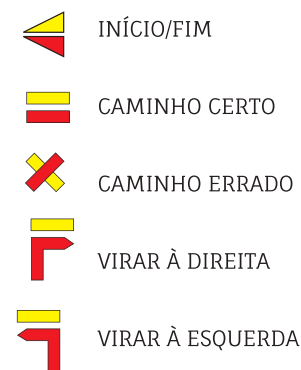 INÍCIO/FIM
CAMINHO CERTO
CAMINHO ERRADO
VIRAR À DIREITA
VIRAR À ESQUERDA